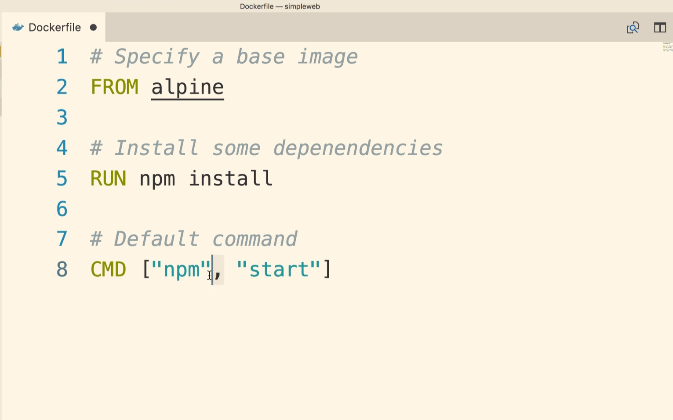 Dockerfile — simpleweb
Dockerfile
1 # Specify a base image
2 FROM alpine
3
4 # Install some depenendencies
5 RUN npm install
6
7 # Default command
8 CMD ["npm", "start"]